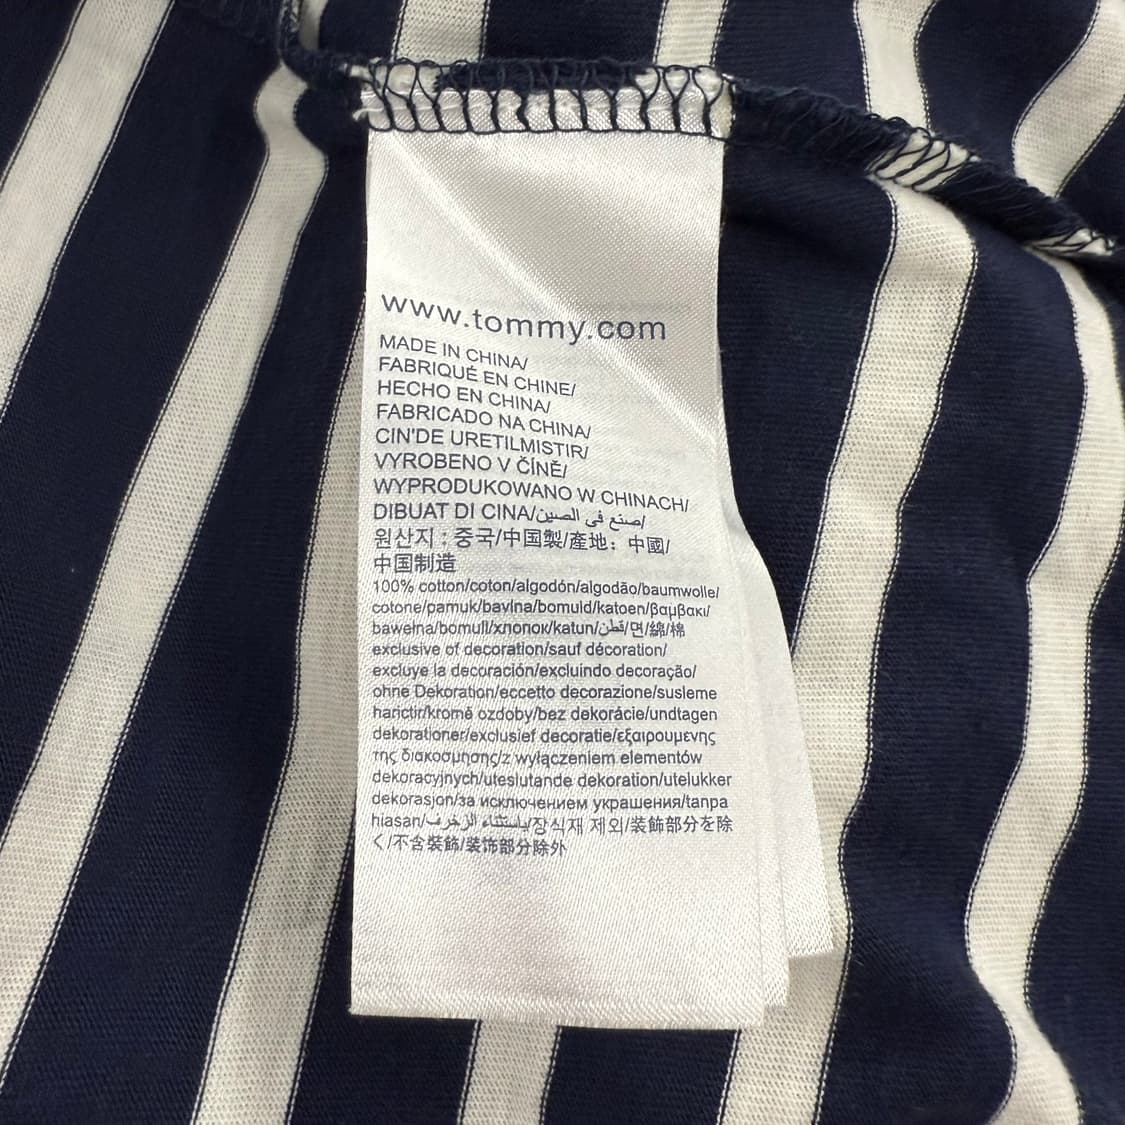 www.tommy.com
MADE IN CHINA/
FABRIQUÉ EN CHINE/
HECHO EN CHINA/
FABRICADO NA CHINA/
CIN'DE URETILMISTIR/
VYROBENO V ČÍNĚ/
WYPRODUKOWANO W CHINACH/
DIBUAT DI CINA/صنع في الصين/
원산지 : 중국/中国製/產地：中國/
中国制造
100% cotton/coton/algodón/algodão/baumwolle/
cotone/pamuk/bavlna/bomuld/katoen/βαμβακι/
bawełna/bomull/хлопок/katun/قطن/면/綿/棉
exclusive of decoration/sauf décoration/
excluye la decoración/excluindo decoração/
ohne Dekoration/eccetto decorazione/susleme
harictir/kromě ozdoby/bez dekorácie/undtagen
dekorationer/exclusief decoratie/εξαιρουμενης
της διακοσμησης/z wyłączeniem elementów
dekoracyjnych/uteslutande dekoration/utelukker
dekorasjon/за исключением украшения/tanpa
hiasan/باستثناء الزخرف/장식재 제외/装飾部分を除
く/不含裝飾/装饰部分除外